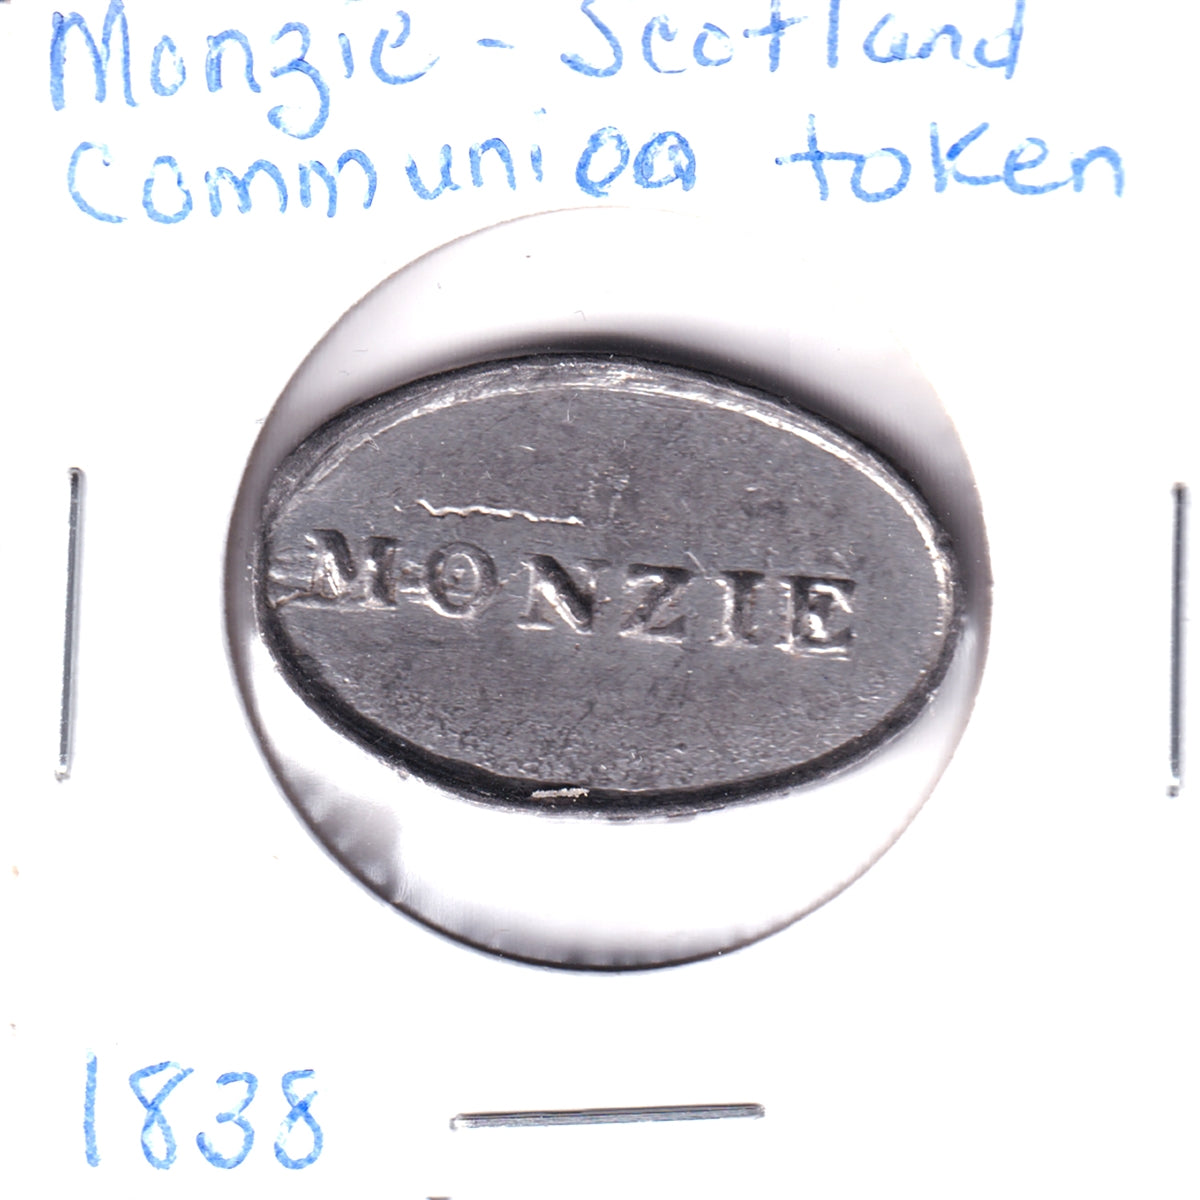 Monzie - Scotland
Communion token
MONZIE
1838